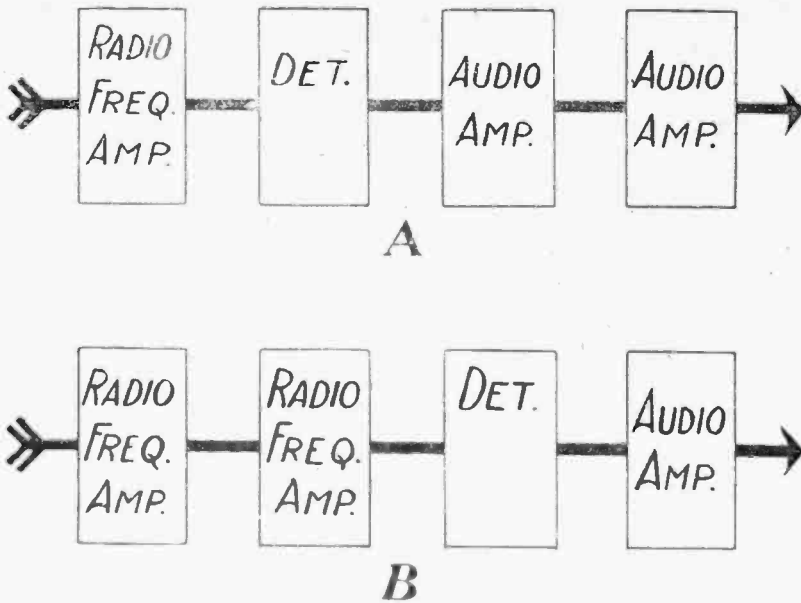 RADIO
FREQ.
AMP.
DET.
AUDIO
AMP.
AUDIO
AMP.
A
RADIO
FREQ.
AMP.
RADIO
FREQ.
AMP.
DET.
AUDIO
AMP.
B